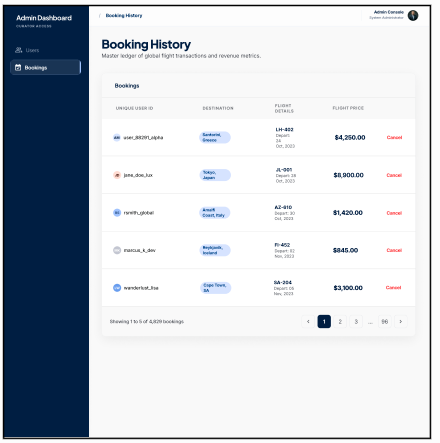 Admin Dashboard
CURATOR ACCESS
Users
Bookings
/ Booking History
Admin Console
System Administrator
Booking History
Master ledger of global flight transactions and revenue metrics.
Bookings
UNIQUE USER ID
DESTINATION
FLIGHT
DETAILS
FLIGHT PRICE
user_88291_alpha
Santorini,
Greece
LH-402
Depart:
24
Oct, 2023
$4,250.00
Cancel
jane_doe_lux
Tokyo,
Japan
JL-001
Depart: 28
Oct, 2023
$8,900.00
Cancel
rsmith_global
Amalfi
Coast, Italy
AZ-610
Depart: 30
Oct, 2023
$1,420.00
Cancel
marcus_k_dev
Reykjavik,
Iceland
FI-452
Depart: 02
Nov, 2023
$845.00
Cancel
wanderlust_lisa
Cape Town,
SA
SA-204
Depart: 05
Nov, 2023
$3,100.00
Cancel
Showing 1 to 5 of 4,829 bookings
< 1 2 3 ... 96 >